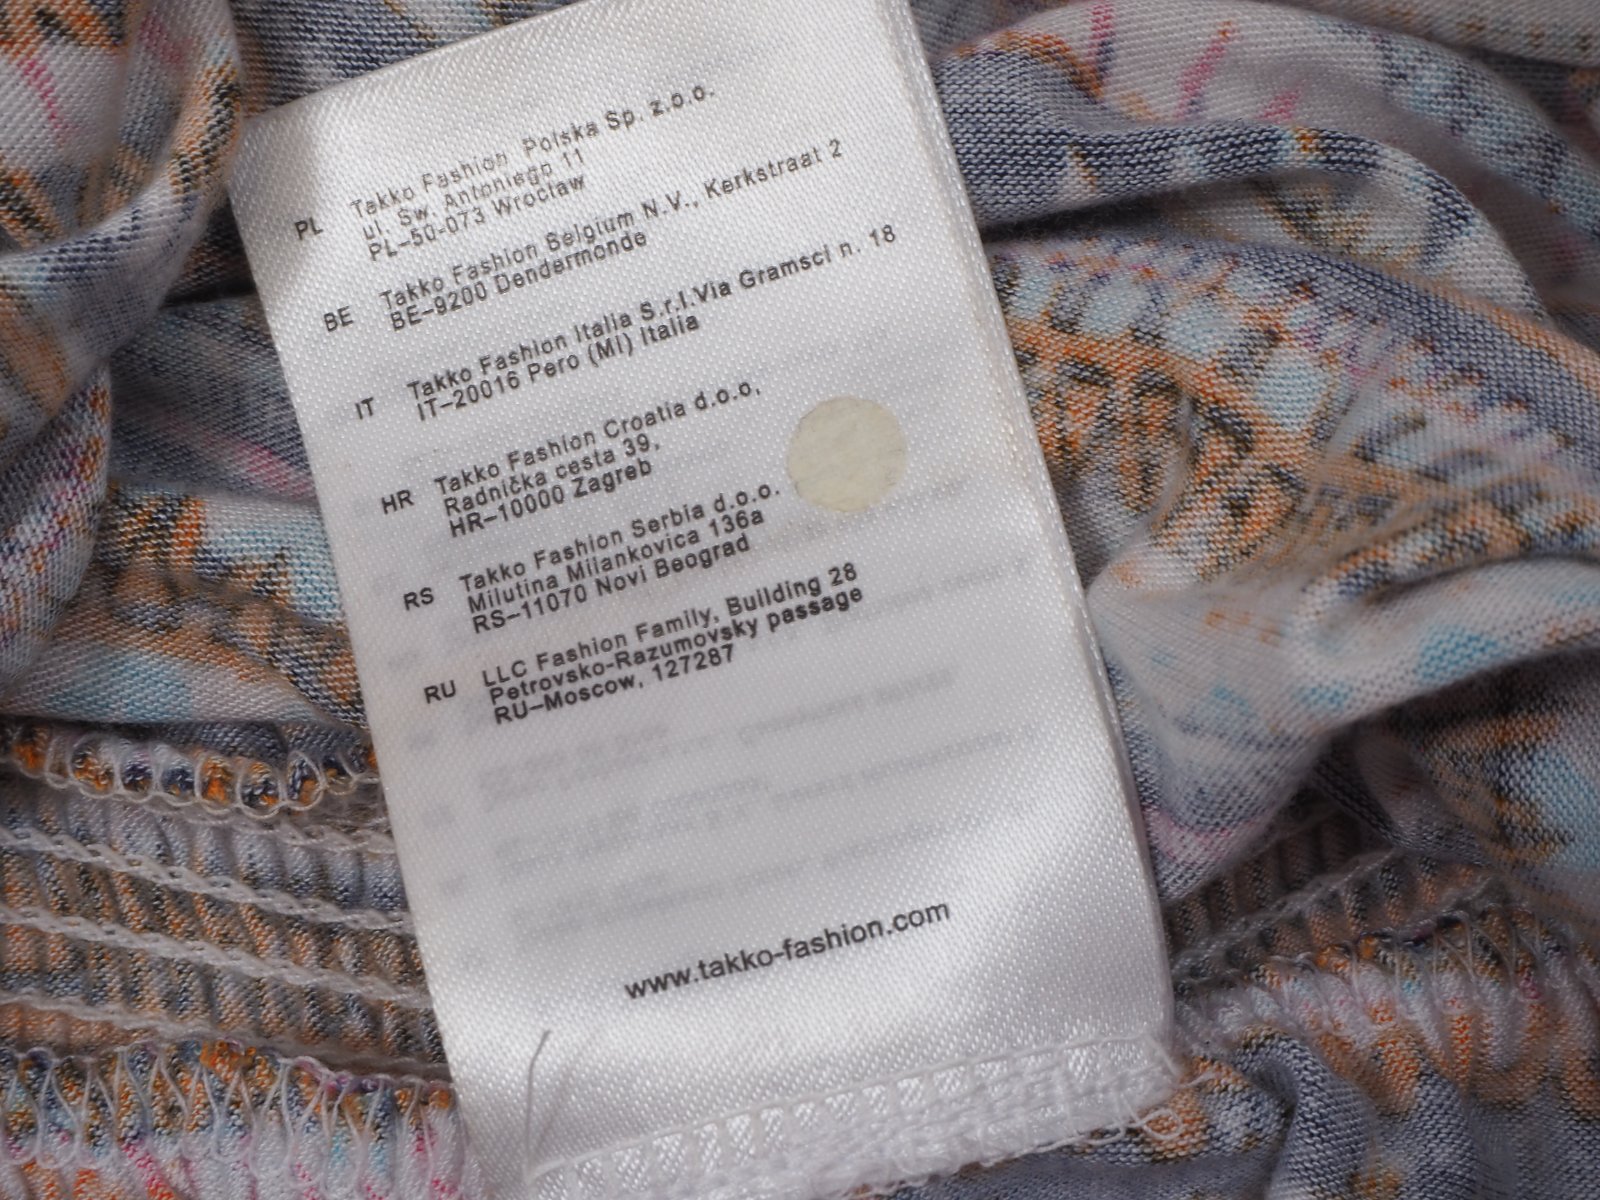 PL Takko Fashion Polska Sp. z.o.o.
ul. Sw. Antoniego 11
PL–50-073 Wroclaw
BE Takko Fashion Belgium N.V., Kerkstraat 2
BE–9200 Dendermonde
IT Takko Fashion Italia S.r.l.Via Gramsci n. 18
IT–20016 Pero (MI) Italia
HR Takko Fashion Croatia d.o.o,
Radnička cesta 39,
HR–10000 Zagreb
RS Takko Fashion Serbia d.o.o.
Milutina Milankovica 136a
RS–11070 Novi Beograd
RU LLC Fashion Family, Building 28
Petrovsko-Razumovsky passage
RU–Moscow, 127287
www.takko-fashion.com